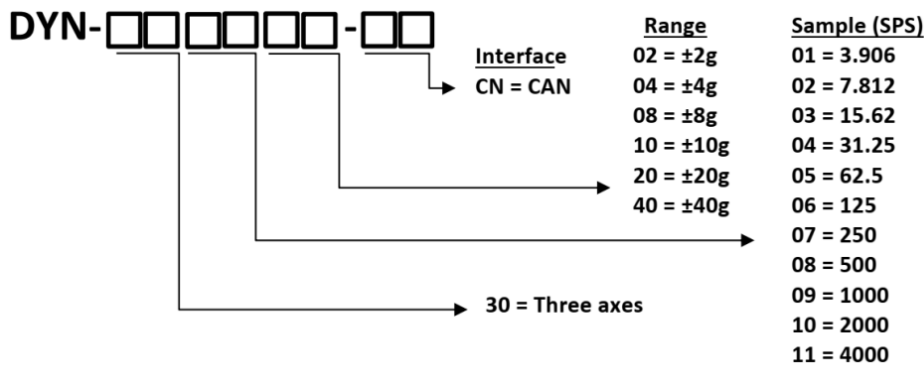 DYN-□□□□□□-□□
Interface
CN = CAN
Range
02 = ±2g
04 = ±4g
08 = ±8g
10 = ±10g
20 = ±20g
40 = ±40g
Sample (SPS)
01 = 3.906
02 = 7.812
03 = 15.62
04 = 31.25
05 = 62.5
06 = 125
07 = 250
08 = 500
09 = 1000
10 = 2000
11 = 4000
30 = Three axes